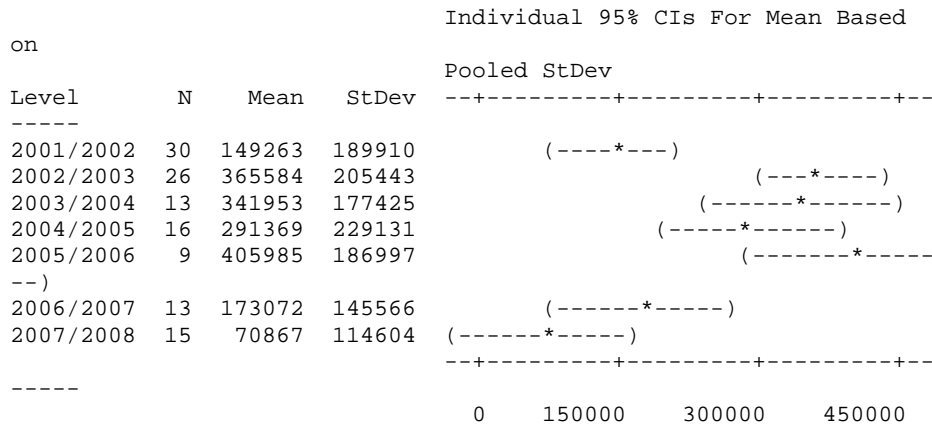 Individual 95% CIs For Mean Based
on
                                 Pooled StDev
Level       N    Mean   StDev  --+---------+---------+---------+--
-----
2001/2002  30  149263  189910         (----*---)
2002/2003  26  365584  205443                        (---*----)
2003/2004  13  341953  177425                    (------*------)
2004/2005  16  291369  229131                 (-----*------)
2005/2006   9  405985  186997                       (-------*-----
--)
2006/2007  13  173072  145566         (------*-----)
2007/2008  15   70867  114604  (------*-----)
                               --+---------+---------+---------+--
-----
                                 0    150000    300000    450000